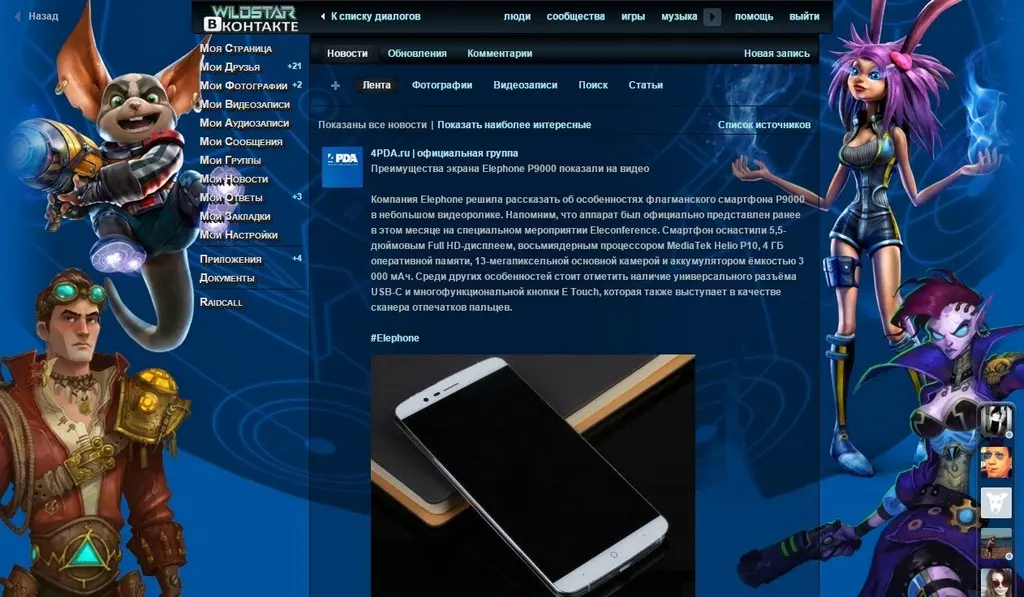 Назад
WILDSTAR
ВКОНТАКТЕ
К списку диалогов
люди сообщества игры музыка помощь выйти
Моя Страница
Мои Друзья +21
Мои Фотографии +2
Мои Видеозаписи
Мои Аудиозаписи
Мои Сообщения
Мои Группы
Мои Новости
Мои Ответы +3
Мои Закладки
Мои Настройки
Приложения +4
Документы
RaidCall
Новости Обновления Комментарии Новая запись
+ Лента Фотографии Видеозаписи Поиск Статьи
Показаны все новости | Показать наиболее интересные Список источников
4PDA
4PDA.ru | официальная группа
Преимущества экрана Elephone P9000 показали на видео
Компания Elephone решила рассказать об особенностях флагманского смартфона P9000
в небольшом видеоролике. Напомним, что аппарат был официально представлен ранее
в этом месяце на специальном мероприятии Eleconference. Смартфон оснастили 5,5-
дюймовым Full HD-дисплеем, восьмиядерным процессором MediaTek Helio P10, 4 ГБ
оперативной памяти, 13-мегапиксельной основной камерой и аккумулятором ёмкостью 3
000 мАч. Среди других особенностей стоит отметить наличие универсального разъёма
USB-C и многофункциональной кнопки E Touch, которая также выступает в качестве
сканера отпечатков пальцев.
#Elephone